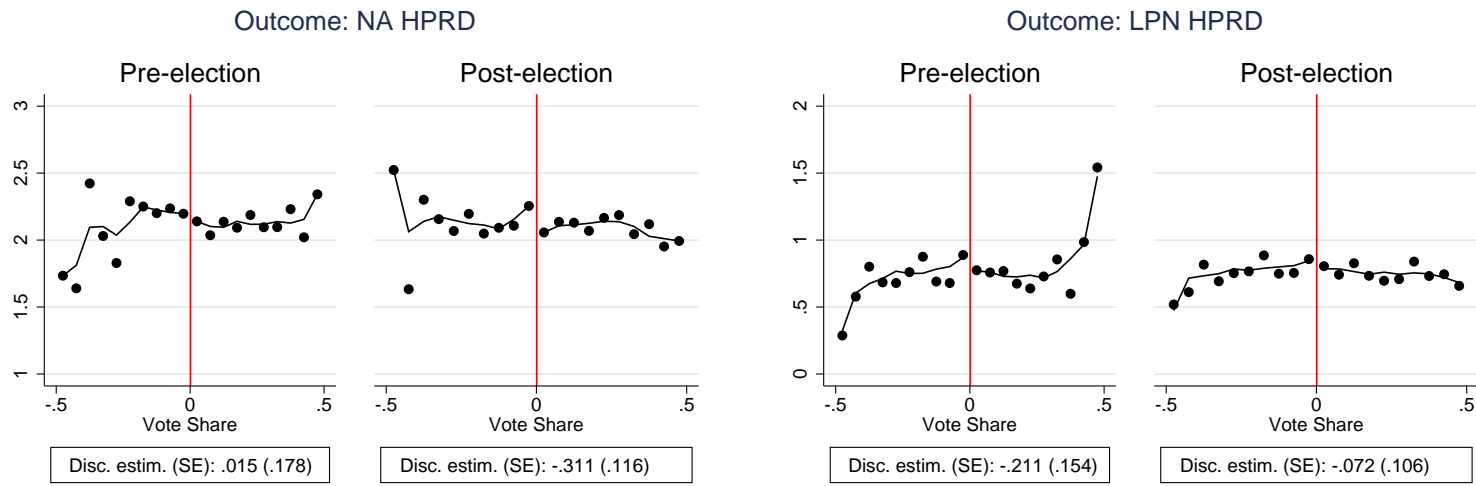 Outcome: NA HPRD
Outcome: LPN HPRD
Pre-election
Post-election
Pre-election
Post-election
3
2.5
2
1.5
1
2
1.5
1
.5
0
-.5 0 .5
-.5 0 .5
-.5 0 .5
-.5 0 .5
Vote Share
Vote Share
Vote Share
Vote Share
Disc. estim. (SE): .015 (.178)
Disc. estim. (SE): -.311 (.116)
Disc. estim. (SE): -.211 (.154)
Disc. estim. (SE): -.072 (.106)